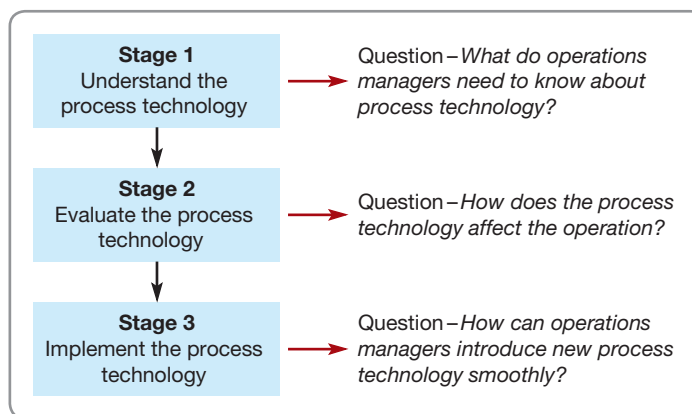 Stage 1
Understand the
process technology
Question–What do operations
managers need to know about
process technology?
Stage 2
Evaluate the process
technology
Question–How does the process
technology affect the operation?
Stage 3
Implement the process
technology
Question–How can operations
managers introduce new process
technology smoothly?